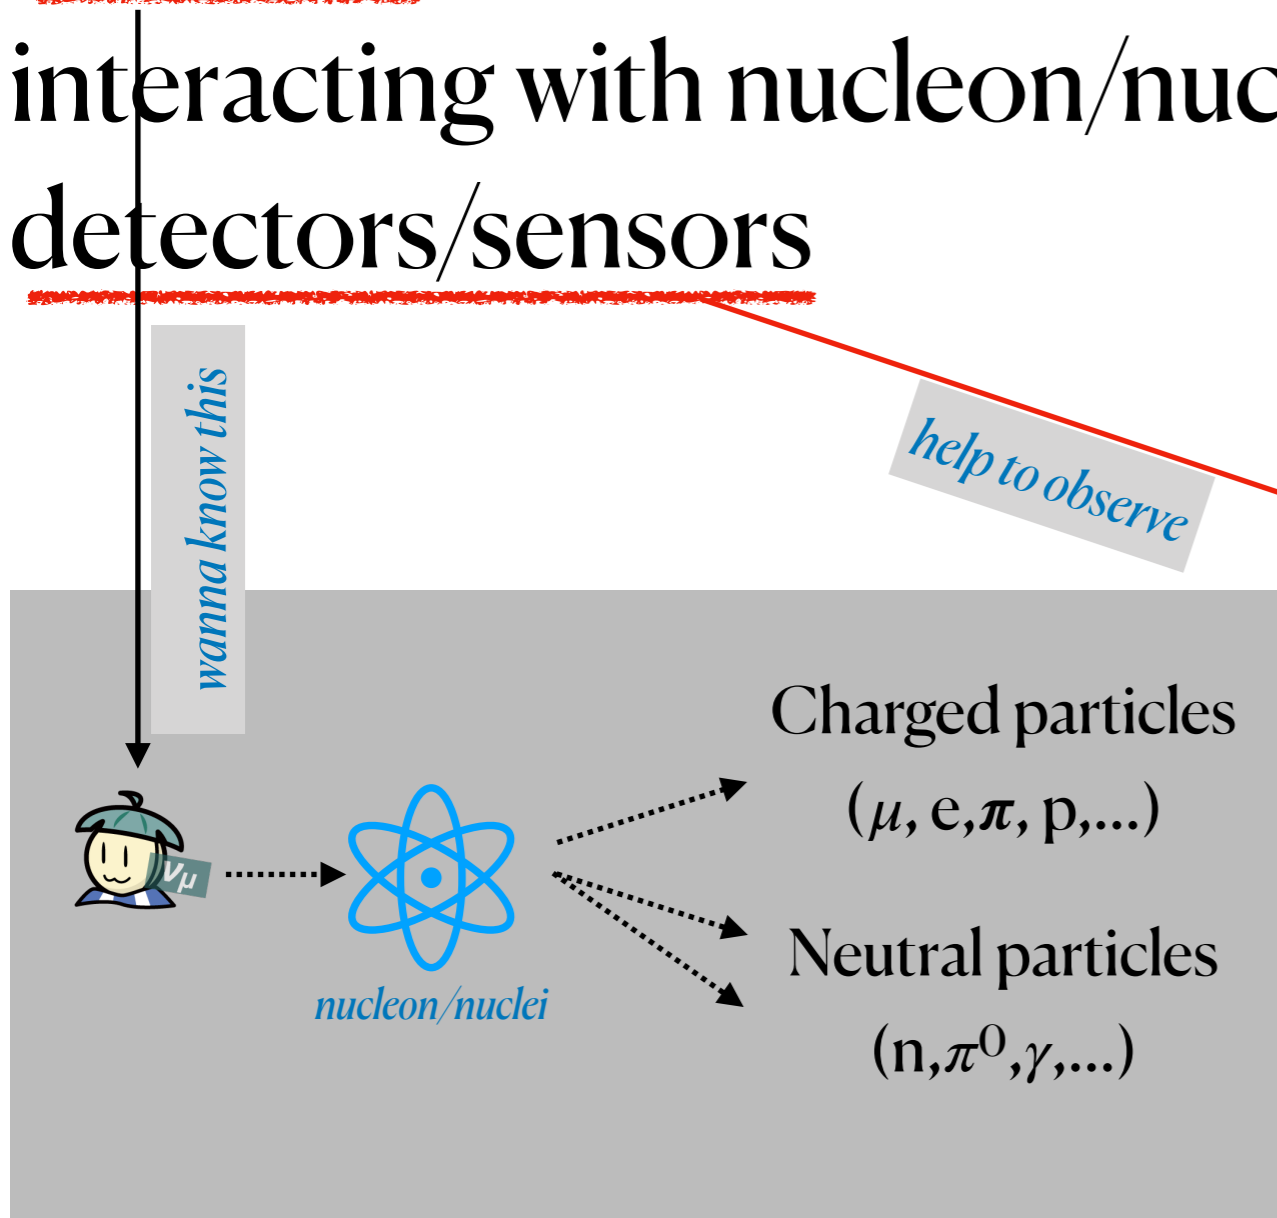 interacting with nucleon/nuc
detectors/sensors
wanna know this
help to observe
Charged particles
(μ, e,π, p,...)
νμ
nucleon/nuclei
Neutral particles
(n,π⁰,γ,...)